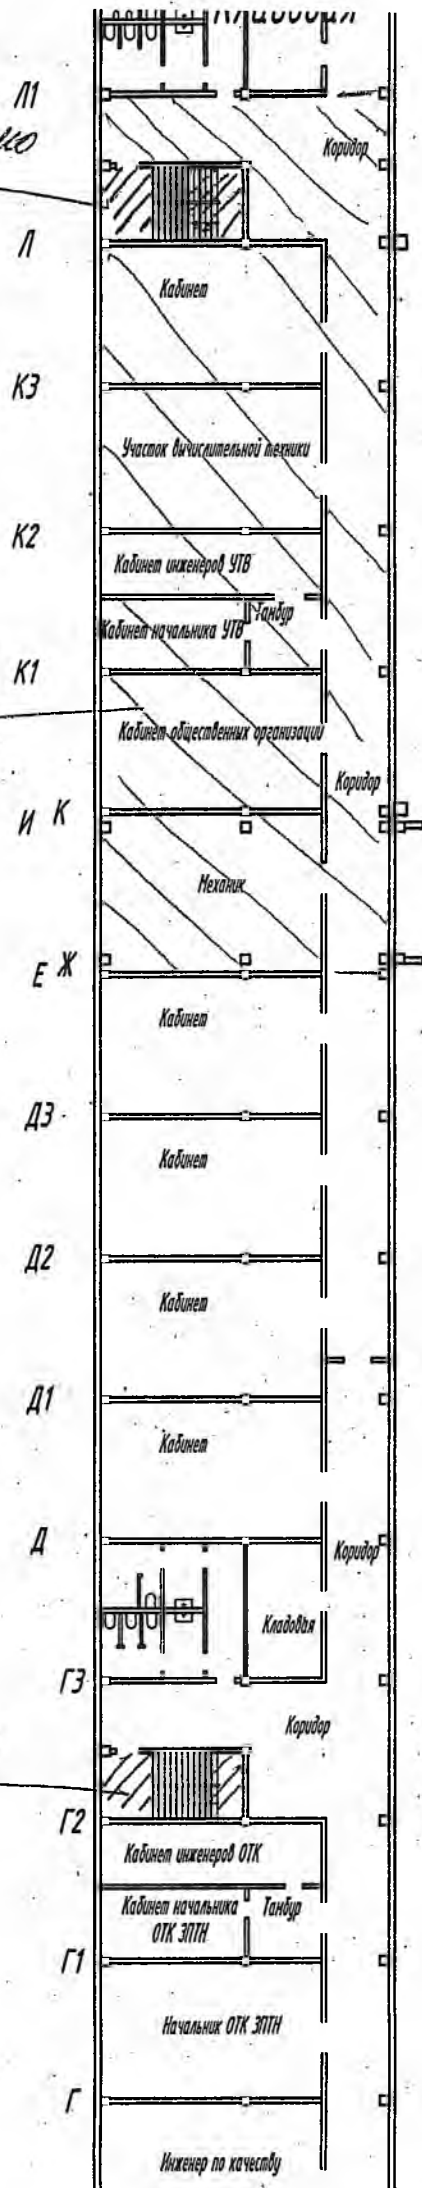 Кладовая
Л1
Коридор
Л
Кабинет
К3
Участок вычислительной техники
К2
Кабинет инженеров УТВ
Тамбур
Кабинет начальника УТВ
К1
Кабинет общественных организаций
Коридор
И К
Механик
Е Ж
Кабинет
Д3
Кабинет
Д2
Кабинет
Д1
Кабинет
Д
Коридор
Кладовая
Г3
Коридор
Г2
Кабинет инженеров ОТК
Кабинет начальника
ОТК ЗПТН
Тамбур
Г1
Начальник ОТК ЗПТН
Г
Инженер по качеству